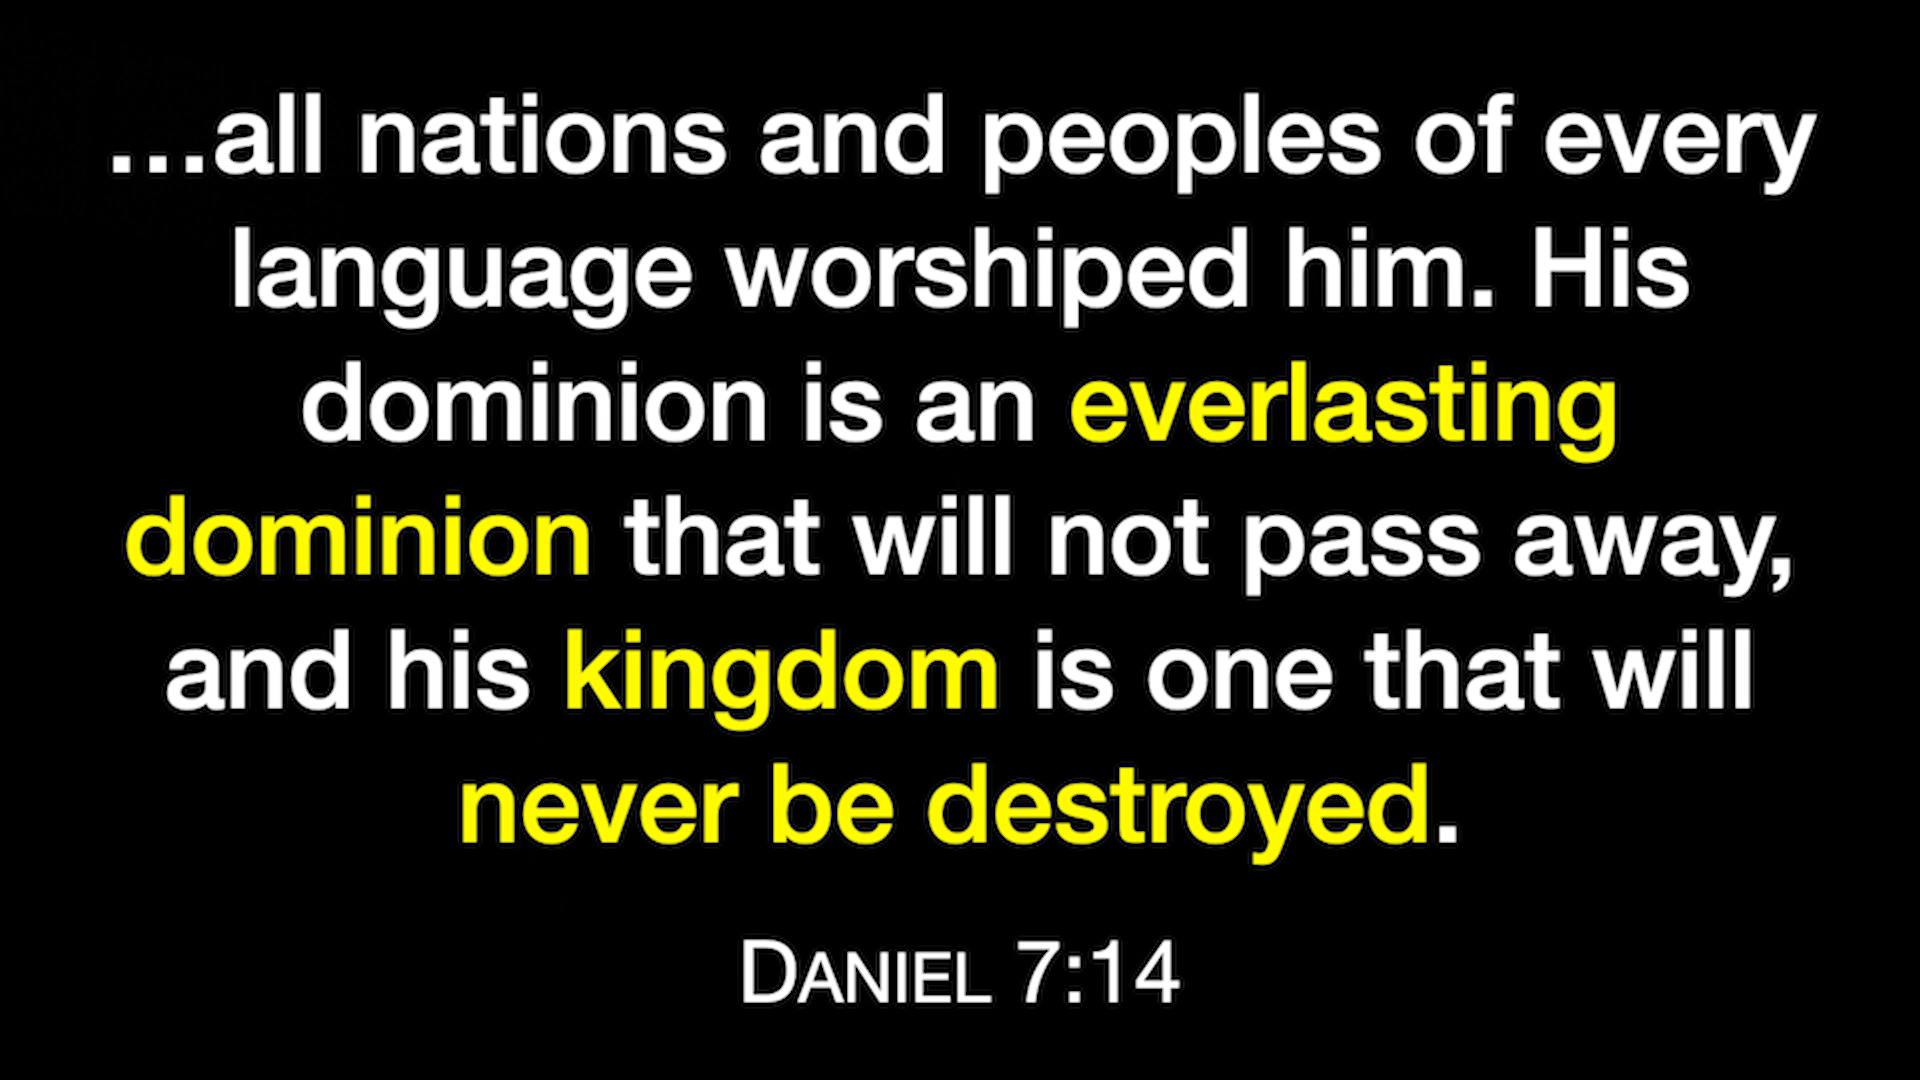 …all nations and peoples of every
language worshiped him. His
dominion is an everlasting
dominion that will not pass away,
and his kingdom is one that will
never be destroyed.
DANIEL 7:14